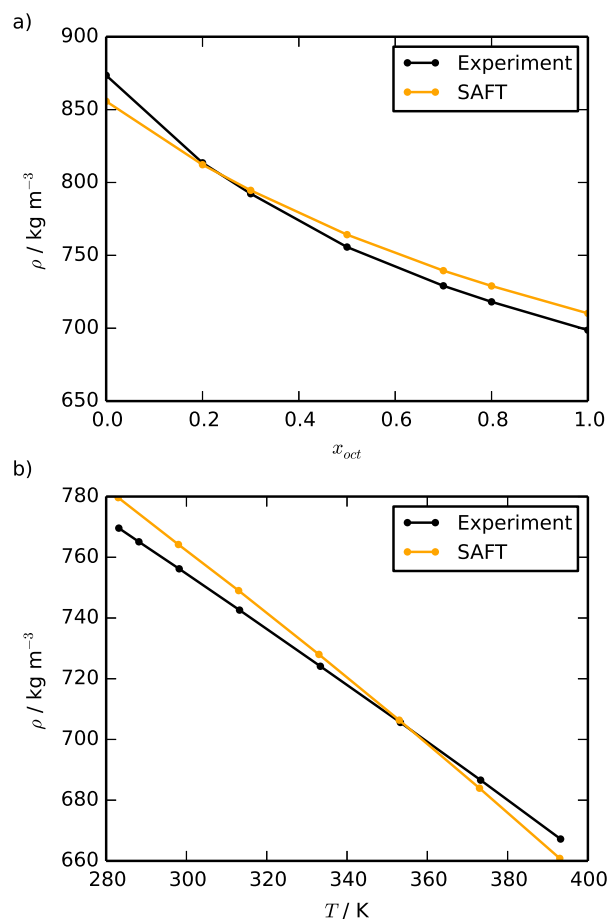 a)
900
850
800
750
700
650
ρ / kg m⁻³
Experiment
SAFT
0.0 0.2 0.4 0.6 0.8 1.0
x_oct
b)
780
760
740
720
700
680
660
ρ / kg m⁻³
Experiment
SAFT
280 300 320 340 360 380 400
T / K